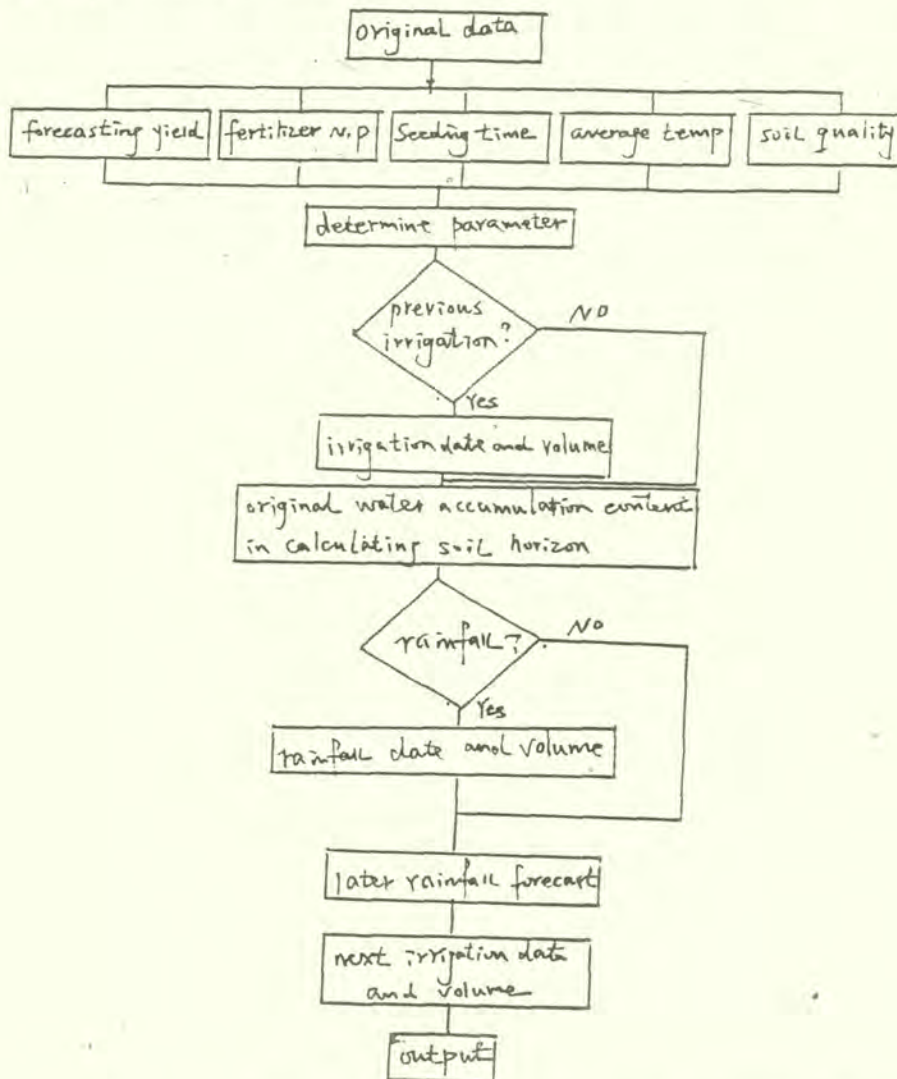 original data
forecasting yield
fertilizer N.P
Seeding time
average temp
soil quality
determine parameter
previous
irrigation?
NO
Yes
irrigation date and volume
original water accumulation content
in calculating soil horizon
rainfall?
NO
Yes
rainfall date and volume
later rainfall forecast
next irrigation data
and volume
output